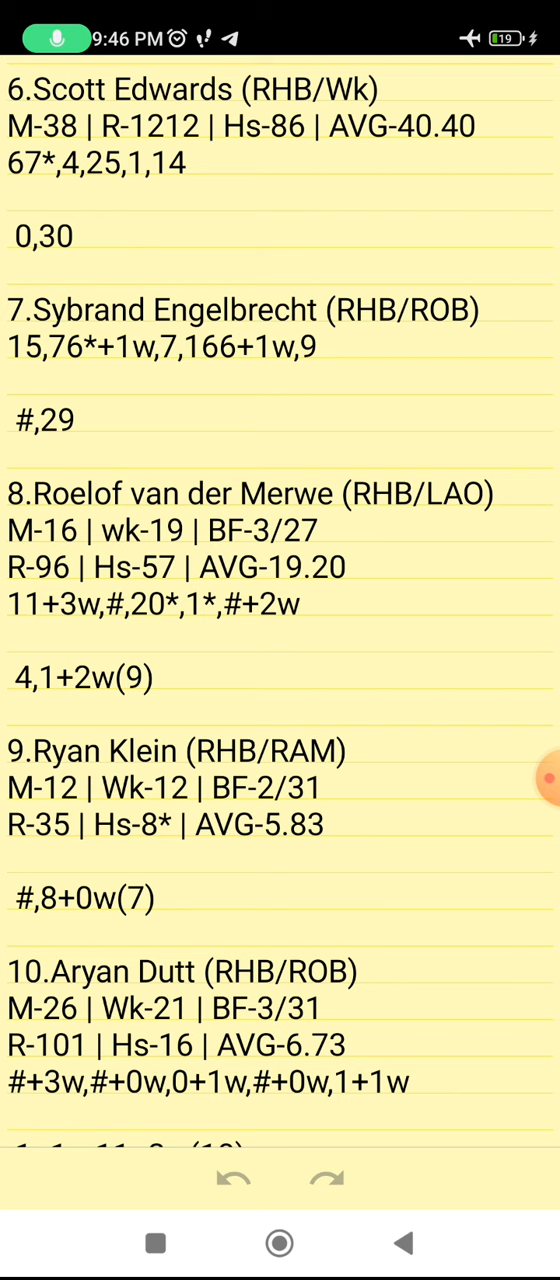 9:46 PM
19
6.Scott Edwards (RHB/Wk)
M-38 | R-1212 | Hs-86 | AVG-40.40
67*,4,25,1,14
0,30
7.Sybrand Engelbrecht (RHB/ROB)
15,76*+1w,7,166+1w,9
#,29
8.Roelof van der Merwe (RHB/LAO)
M-16 | wk-19 | BF-3/27
R-96 | Hs-57 | AVG-19.20
11+3w,#,20*,1*,#+2w
4,1+2w(9)
9.Ryan Klein (RHB/RAM)
M-12 | Wk-12 | BF-2/31
R-35 | Hs-8* | AVG-5.83
#,8+0w(7)
10.Aryan Dutt (RHB/ROB)
M-26 | Wk-21 | BF-3/31
R-101 | Hs-16 | AVG-6.73
#+3w,#+0w,0+1w,#+0w,1+1w